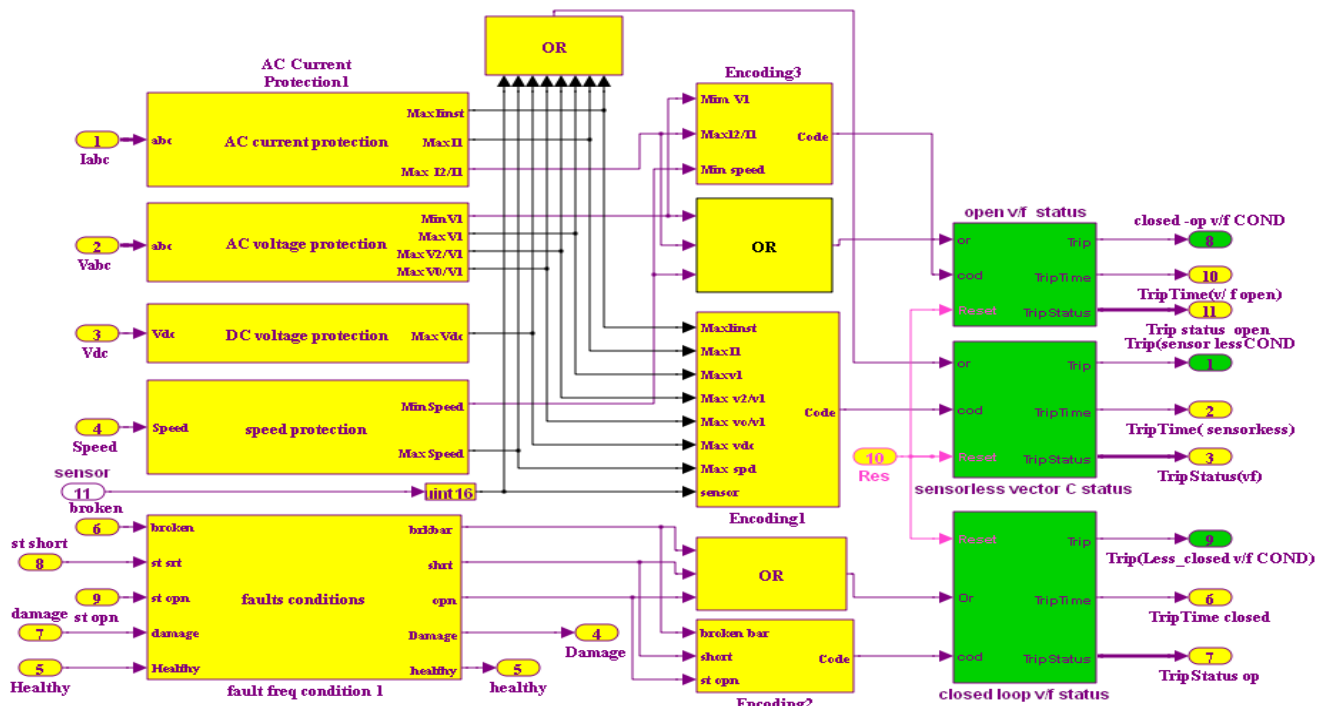 OR
AC Current
Protection1
Encoding3
1
Iabc
abc
AC current protection
MaxIinst
MaxI1
Max I2/I1
Mim V1
MaxI2/I1
Min speed
Code
2
Vabc
abc
AC voltage protection
MinV1
MaxV1
MaxV2/V1
MaxV0/V1
OR
open v/f status
or
cod
Reset
Trip
TripTime
TripStatus
closed -op v/f COND
8
10
TripTime(v/ f open)
11
Trip status open
3
Vdc
Vdc
DC voltage protection
MaxVdc
MaxIinst
MaxI1
Maxv1
Max v2/v1
Max vo/v1
Max vdc
Max spd
sensor
Code
Encoding1
or
cod
Reset
Trip
TripTime
TripStatus
sensorless vector C status
Trip(sensor lessCOND
1
2
TripTime( sensorkess)
3
TripStatus(vf)
4
Speed
Speed
speed protection
MinSpeed
MaxSpeed
10
Res
sensor
11
uint16
broken
6
st short
8
9
st opn
damage
7
5
Healthy
broken
st srt
st opn
damage
Healthy
faults conditions
brkbar
shrt
opn
Damage
healthy
fault freq condition 1
4
Damage
5
healthy
OR
broken bar
short
st opn
Code
Encoding2
Reset
Or
cod
Trip
TripTime
TripStatus
closed loop v/f status
9
Trip(Less_closed v/f COND)
6
TripTime closed
7
TripStatus op